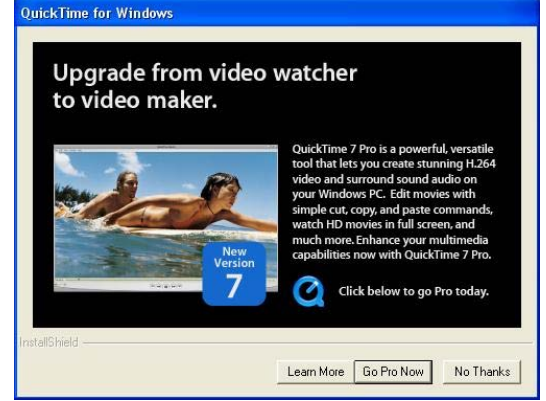 QuickTime for Windows
Upgrade from video watcher
to video maker.
QuickTime 7 Pro is a powerful, versatile
tool that lets you create stunning H.264
video and surround sound audio on
your Windows PC. Edit movies with
simple cut, copy, and paste commands,
watch HD movies in full screen, and
much more. Enhance your multimedia
capabilities now with QuickTime 7 Pro.
New
Version
7
Click below to go Pro today.
InstallShield
Learn More Go Pro Now No Thanks